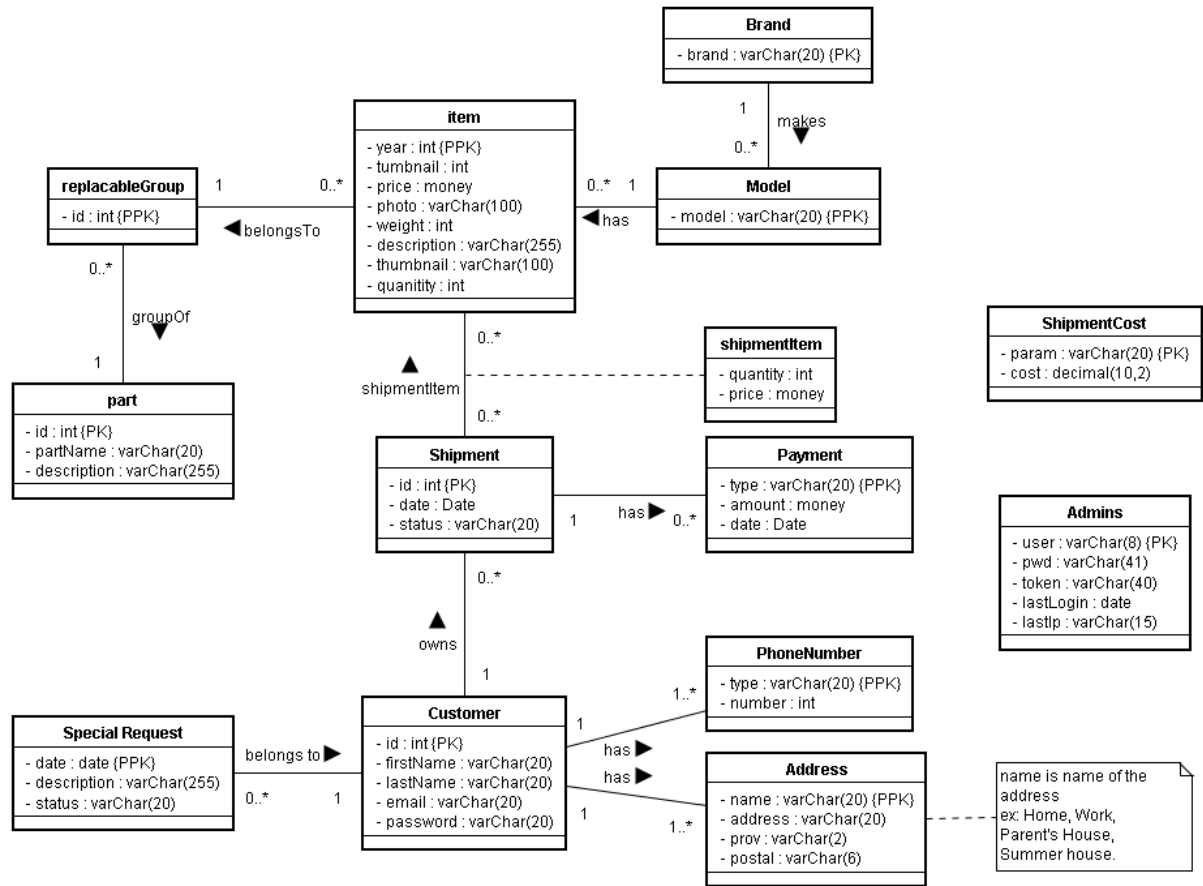 Brand
- brand : varChar(20) {PK}
1
makes
0..*
item
- year : int {PPK}
- tumbnail : int
- price : money
- photo : varChar(100)
- weight : int
- description : varChar(255)
- thumbnail : varChar(100)
- quanitity : int
replacableGroup
- id : int {PPK}
1
0..*
belongsTo
0..*
1
has
Model
- model : varChar(20) {PPK}
0..*
groupOf
1
part
- id : int {PK}
- partName : varChar(20)
- description : varChar(255)
0..*
shipmentItem
0..*
shipmentItem
- quantity : int
- price : money
ShipmentCost
- param : varChar(20) {PK}
- cost : decimal(10,2)
Shipment
- id : int {PK}
- date : Date
- status : varChar(20)
1
has
0..*
Payment
- type : varChar(20) {PPK}
- amount : money
- date : Date
Admins
- user : varChar(8) {PK}
- pwd : varChar(41)
- token : varChar(40)
- lastLogin : date
- lastIp : varChar(15)
0..*
owns
1
PhoneNumber
- type : varChar(20) {PPK}
- number : int
1..*
1
has
Special Request
- date : date {PPK}
- description : varChar(255)
- status : varChar(20)
belongs to
0..*
1
Customer
- id : int {PK}
- firstName : varChar(20)
- lastName : varChar(20)
- email : varChar(20)
- password : varChar(20)
has
1
1..*
Address
- name : varChar(20) {PPK}
- address : varChar(20)
- prov : varChar(2)
- postal : varChar(6)
name is name of the
address
ex: Home, Work,
Parent's House,
Summer house.